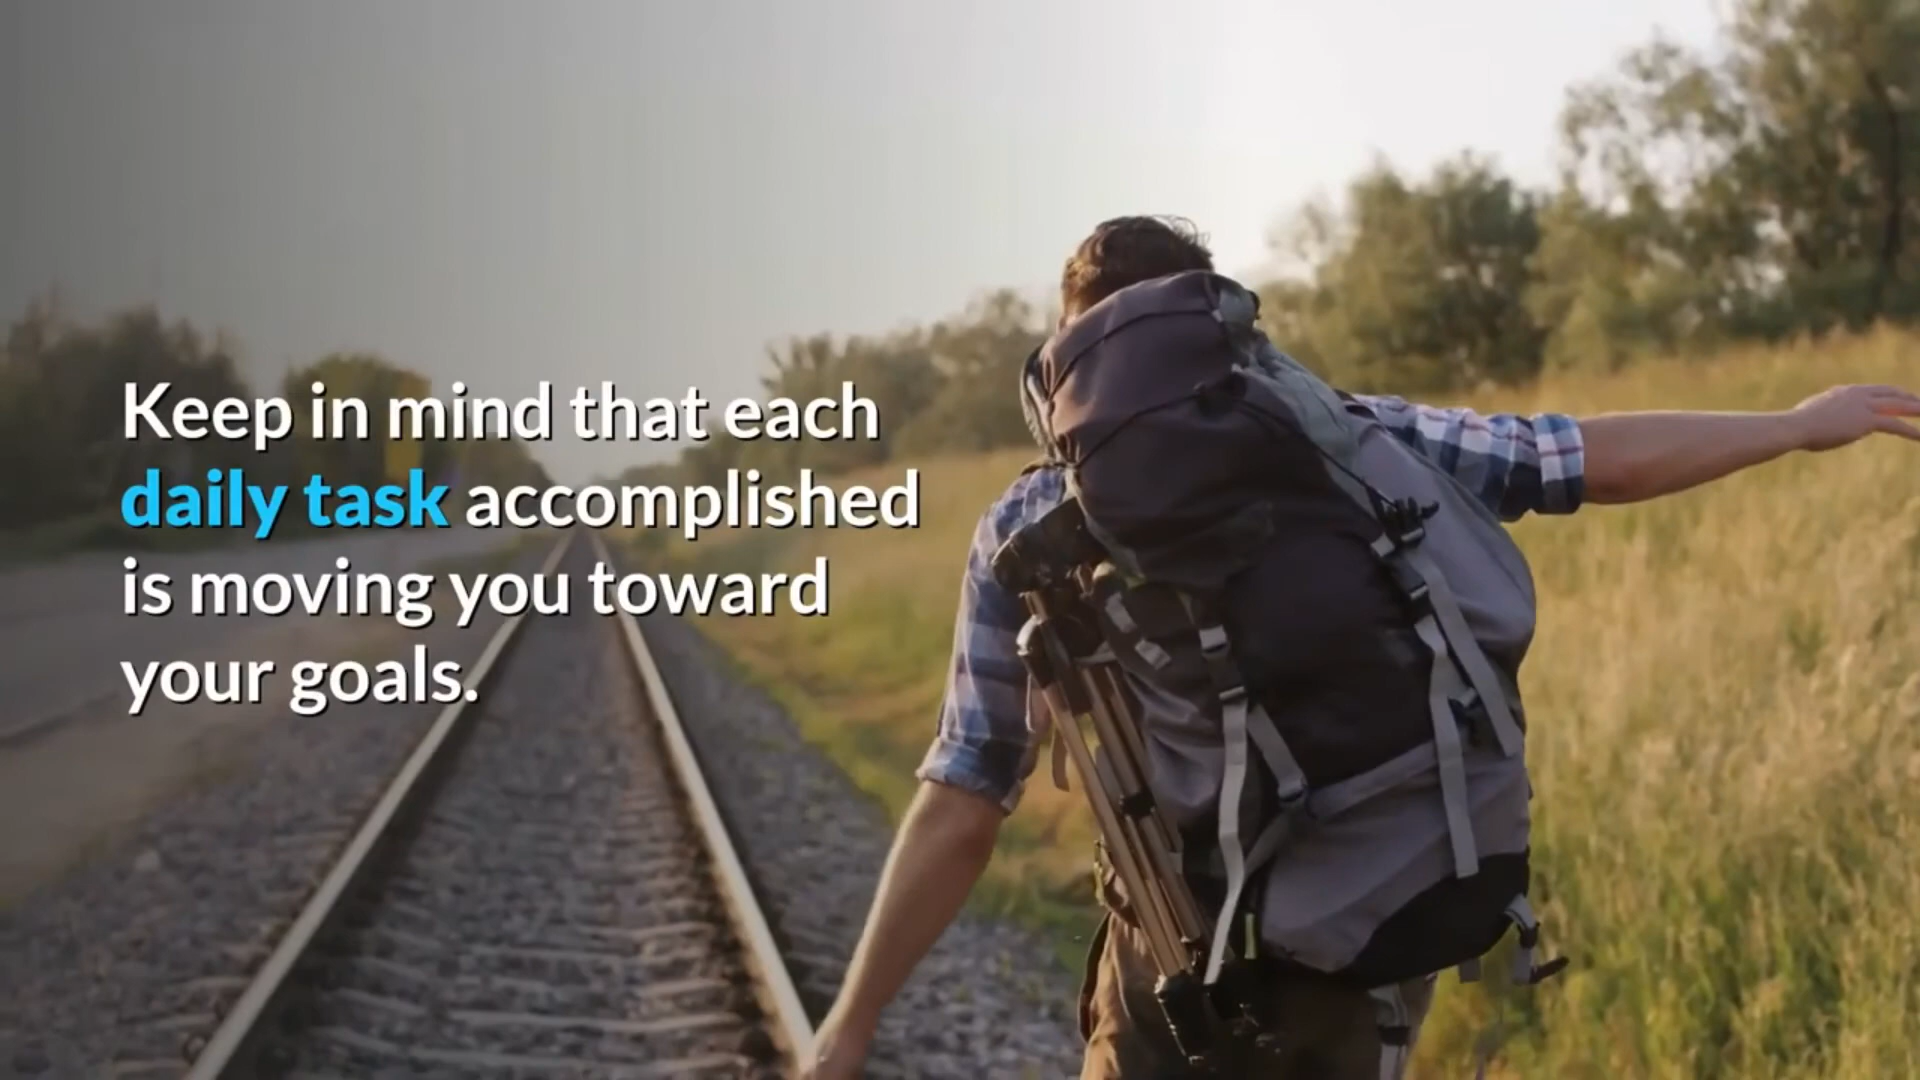 Keep in mind that each
daily task accomplished
is moving you toward
your goals.